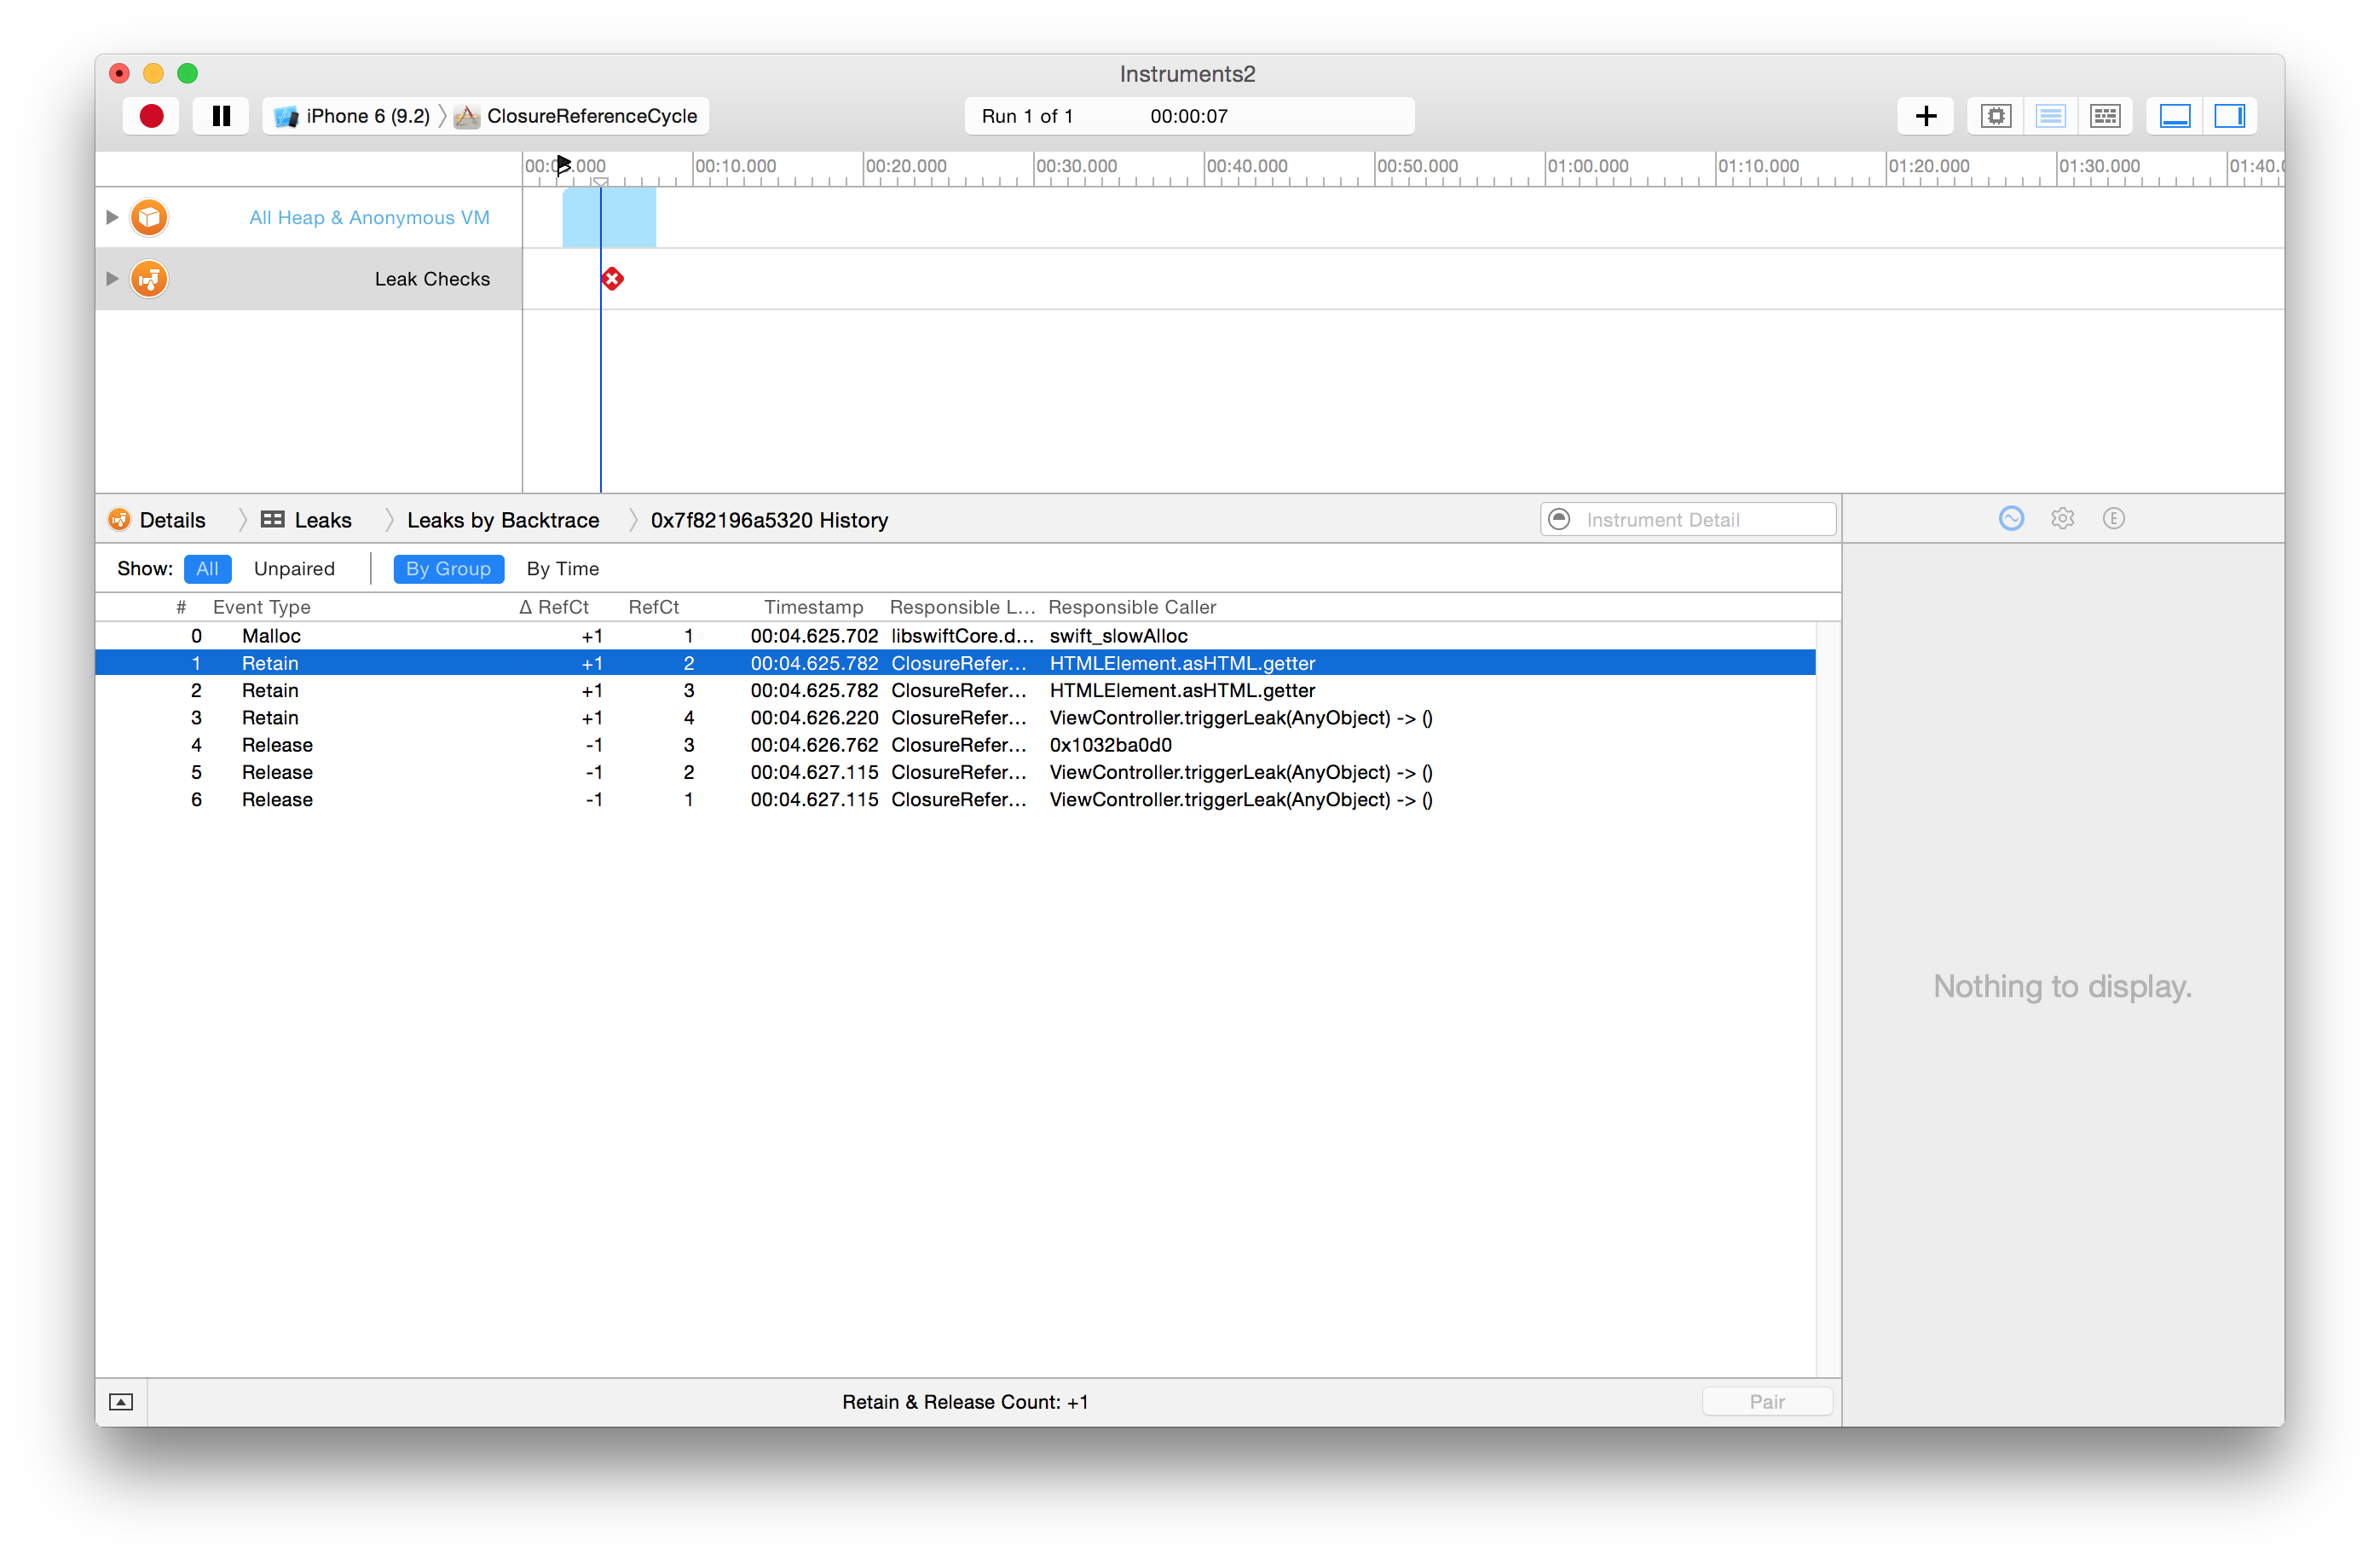 Instruments2
iPhone 6 (9.2) ClosureReferenceCycle Run 1 of 1 00:00:07
00:10.000 00:20.000 00:30.000 00:40.000 00:50.000 01:00.000 01:10.000 01:20.000 01:30.000
All Heap & Anonymous VM
Leak Checks
Details Leaks Leaks by Backtrace 0x7f82196a5320 History Instrument Detail E
Show: All Unpaired By Group By Time
# Event Type Δ RefCt RefCt Timestamp Responsible L... Responsible Caller
0 Malloc +1 1 00:04.625.702 libswiftCore.d... swift_slowAlloc
1 Retain +1 2 00:04.625.782 ClosureRefer... HTMLElement.asHTML.getter
2 Retain +1 3 00:04.625.782 ClosureRefer... HTMLElement.asHTML.getter
3 Retain +1 4 00:04.626.220 ClosureRefer... ViewController.triggerLeak(AnyObject) -> ()
4 Release -1 3 00:04.626.762 ClosureRefer... 0x1032ba0d0
5 Release -1 2 00:04.627.115 ClosureRefer... ViewController.triggerLeak(AnyObject) -> ()
6 Release -1 1 00:04.627.115 ClosureRefer... ViewController.triggerLeak(AnyObject) -> ()
Nothing to display.
Retain & Release Count: +1 Pair